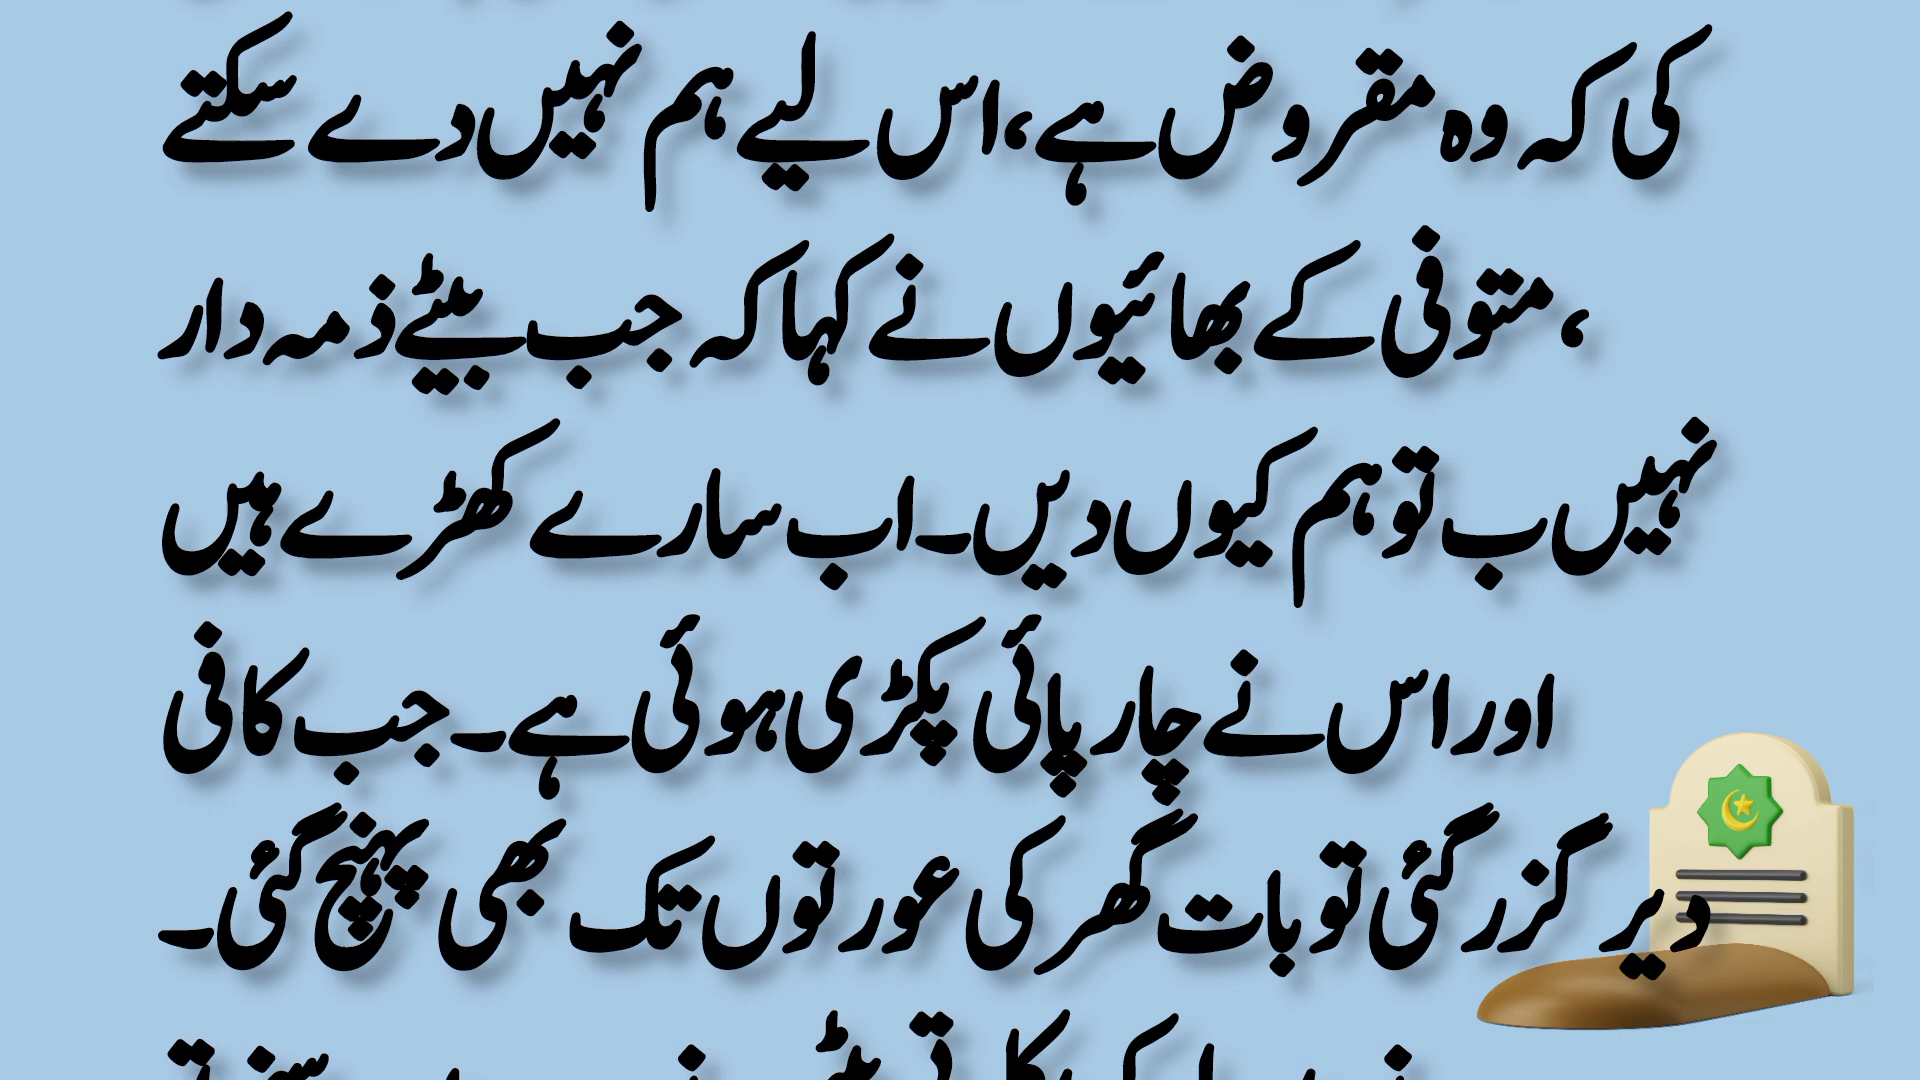 کی کہ وہ مقروض ہے، اس لیے ہم نہیں دے سکتے
، متوفی کے بھائیوں نے کہا کہ جب بیٹے ذمہ دار
نہیں ب تو ہم کیوں دیں۔ اب سارے کھڑے ہیں
اور اس نے چار پائی پکڑی ہوئی ہے۔ جب کافی
دیر گزر گئی تو بات گھر کی عورتوں تک بھی پہنچ گئی۔